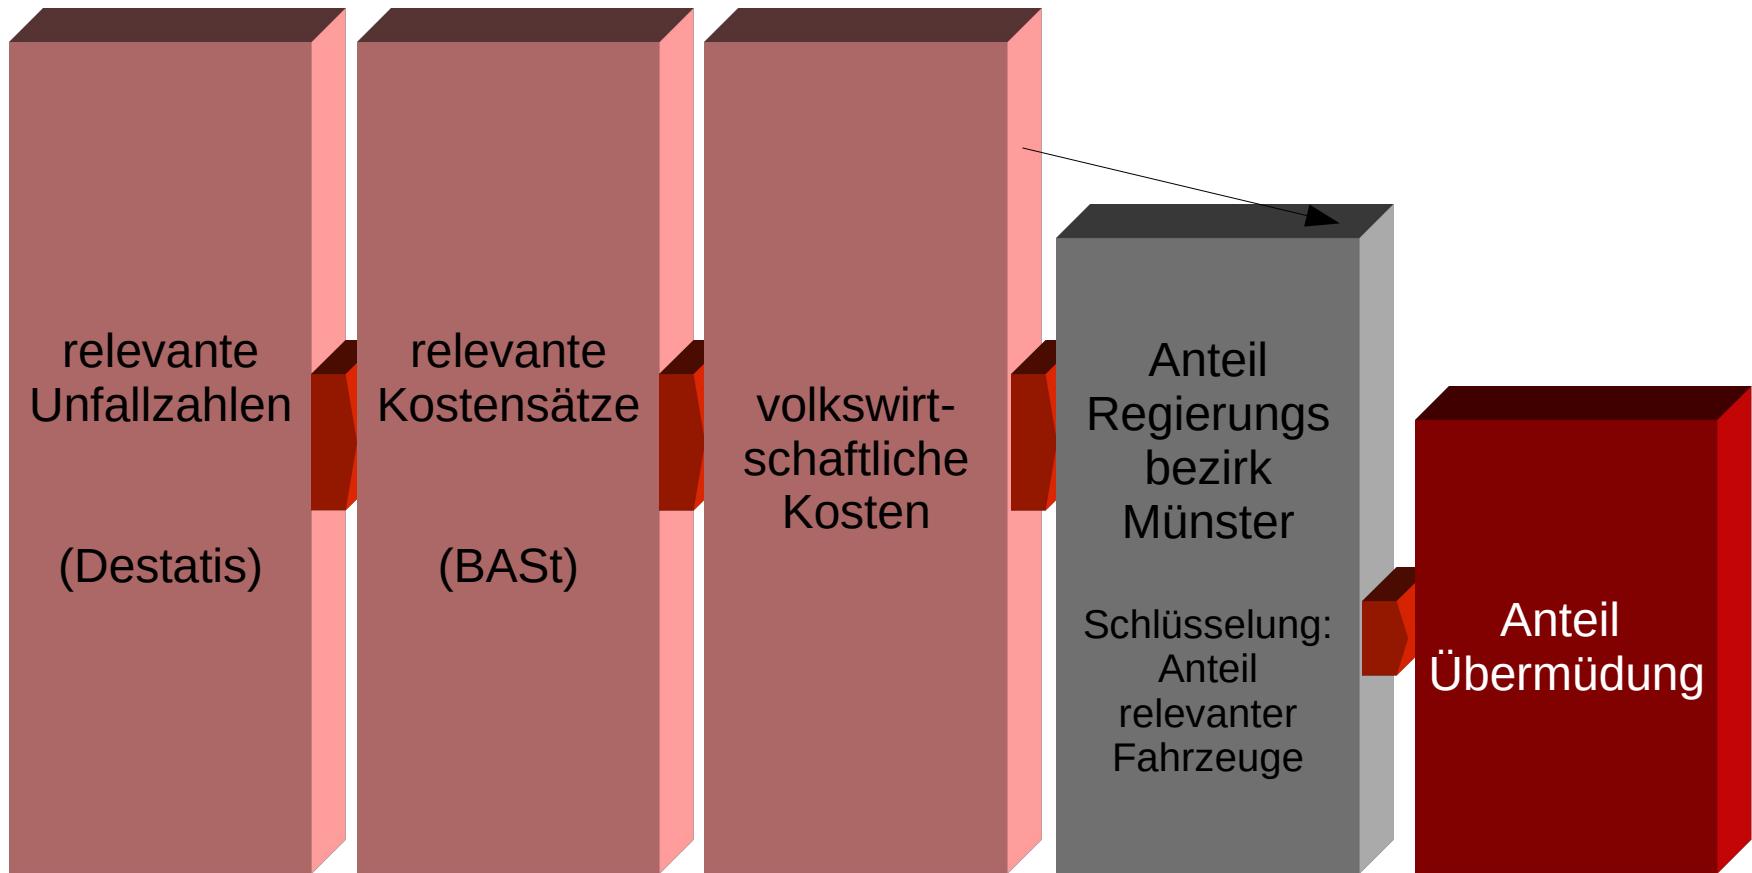 relevante
Unfallzahlen
(Destatis)
relevante
Kostensätze
(BASt)
volkswirt-
schaftliche
Kosten
Anteil
Regierungs
bezirk
Münster
Schlüsselung:
Anteil
relevanter
Fahrzeuge
Anteil
Übermüdung